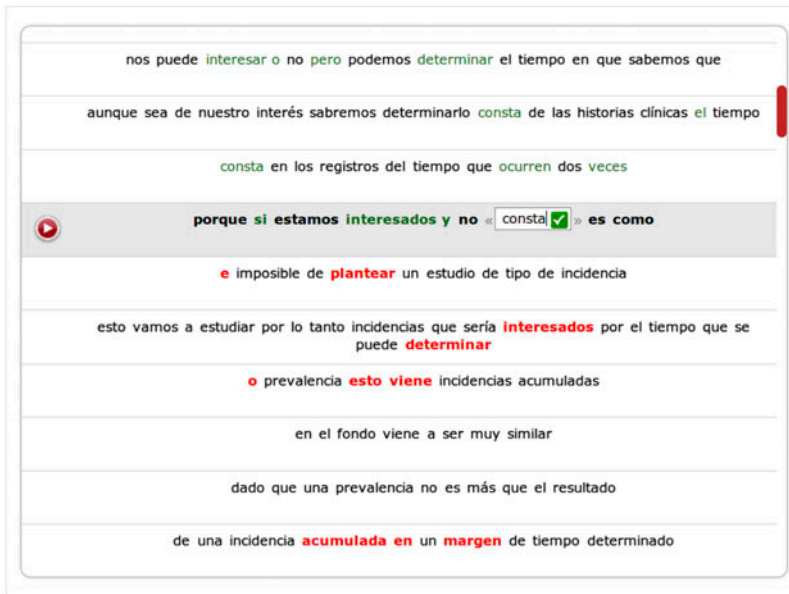 nos puede interesar o no pero podemos determinar el tiempo en que sabemos que
aunque sea de nuestro interés sabremos determinarlo consta de las historias clínicas el tiempo
consta en los registros del tiempo que ocurren dos veces
porque si estamos interesados y no « consta » es como
e imposible de plantear un estudio de tipo de incidencia
esto vamos a estudiar por lo tanto incidencias que sería interesados por el tiempo que se
puede determinar
o prevalencia esto viene incidencias acumuladas
en el fondo viene a ser muy similar
dado que una prevalencia no es más que el resultado
de una incidencia acumulada en un margen de tiempo determinado